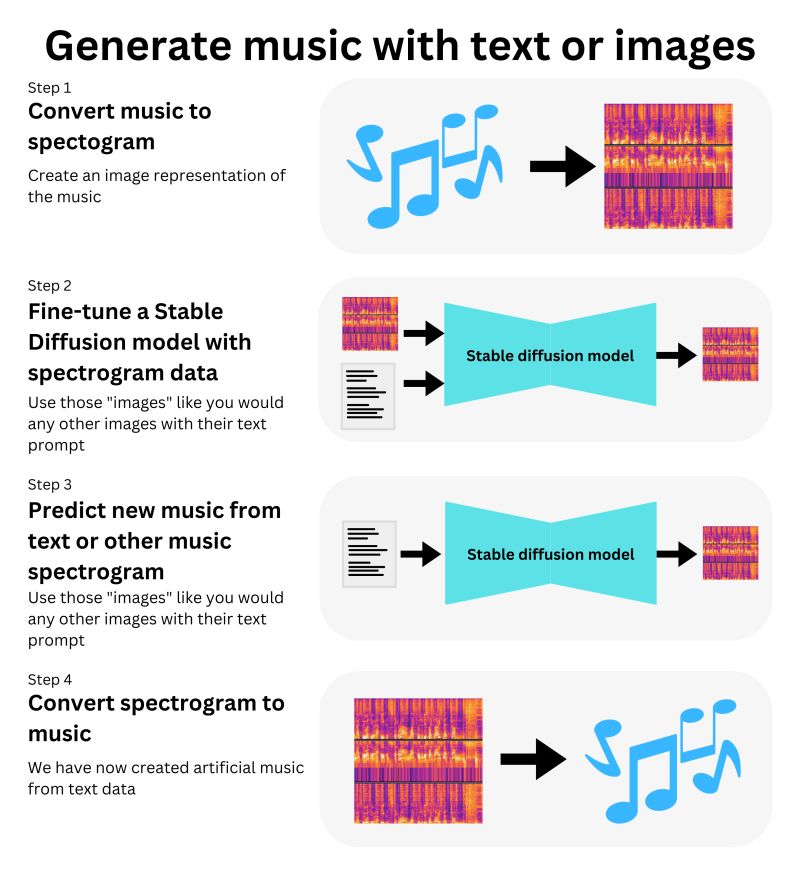 Generate music with text or images
Step 1
Convert music to
spectogram
Create an image representation of
the music
Step 2
Fine-tune a Stable
Diffusion model with
spectrogram data
Use those "images" like you would
any other images with their text
prompt
Stable diffusion model
Step 3
Predict new music from
text or other music
spectrogram
Use those "images" like you would
any other images with their text
prompt
Stable diffusion model
Step 4
Convert spectrogram to
music
We have now created artificial music
from text data